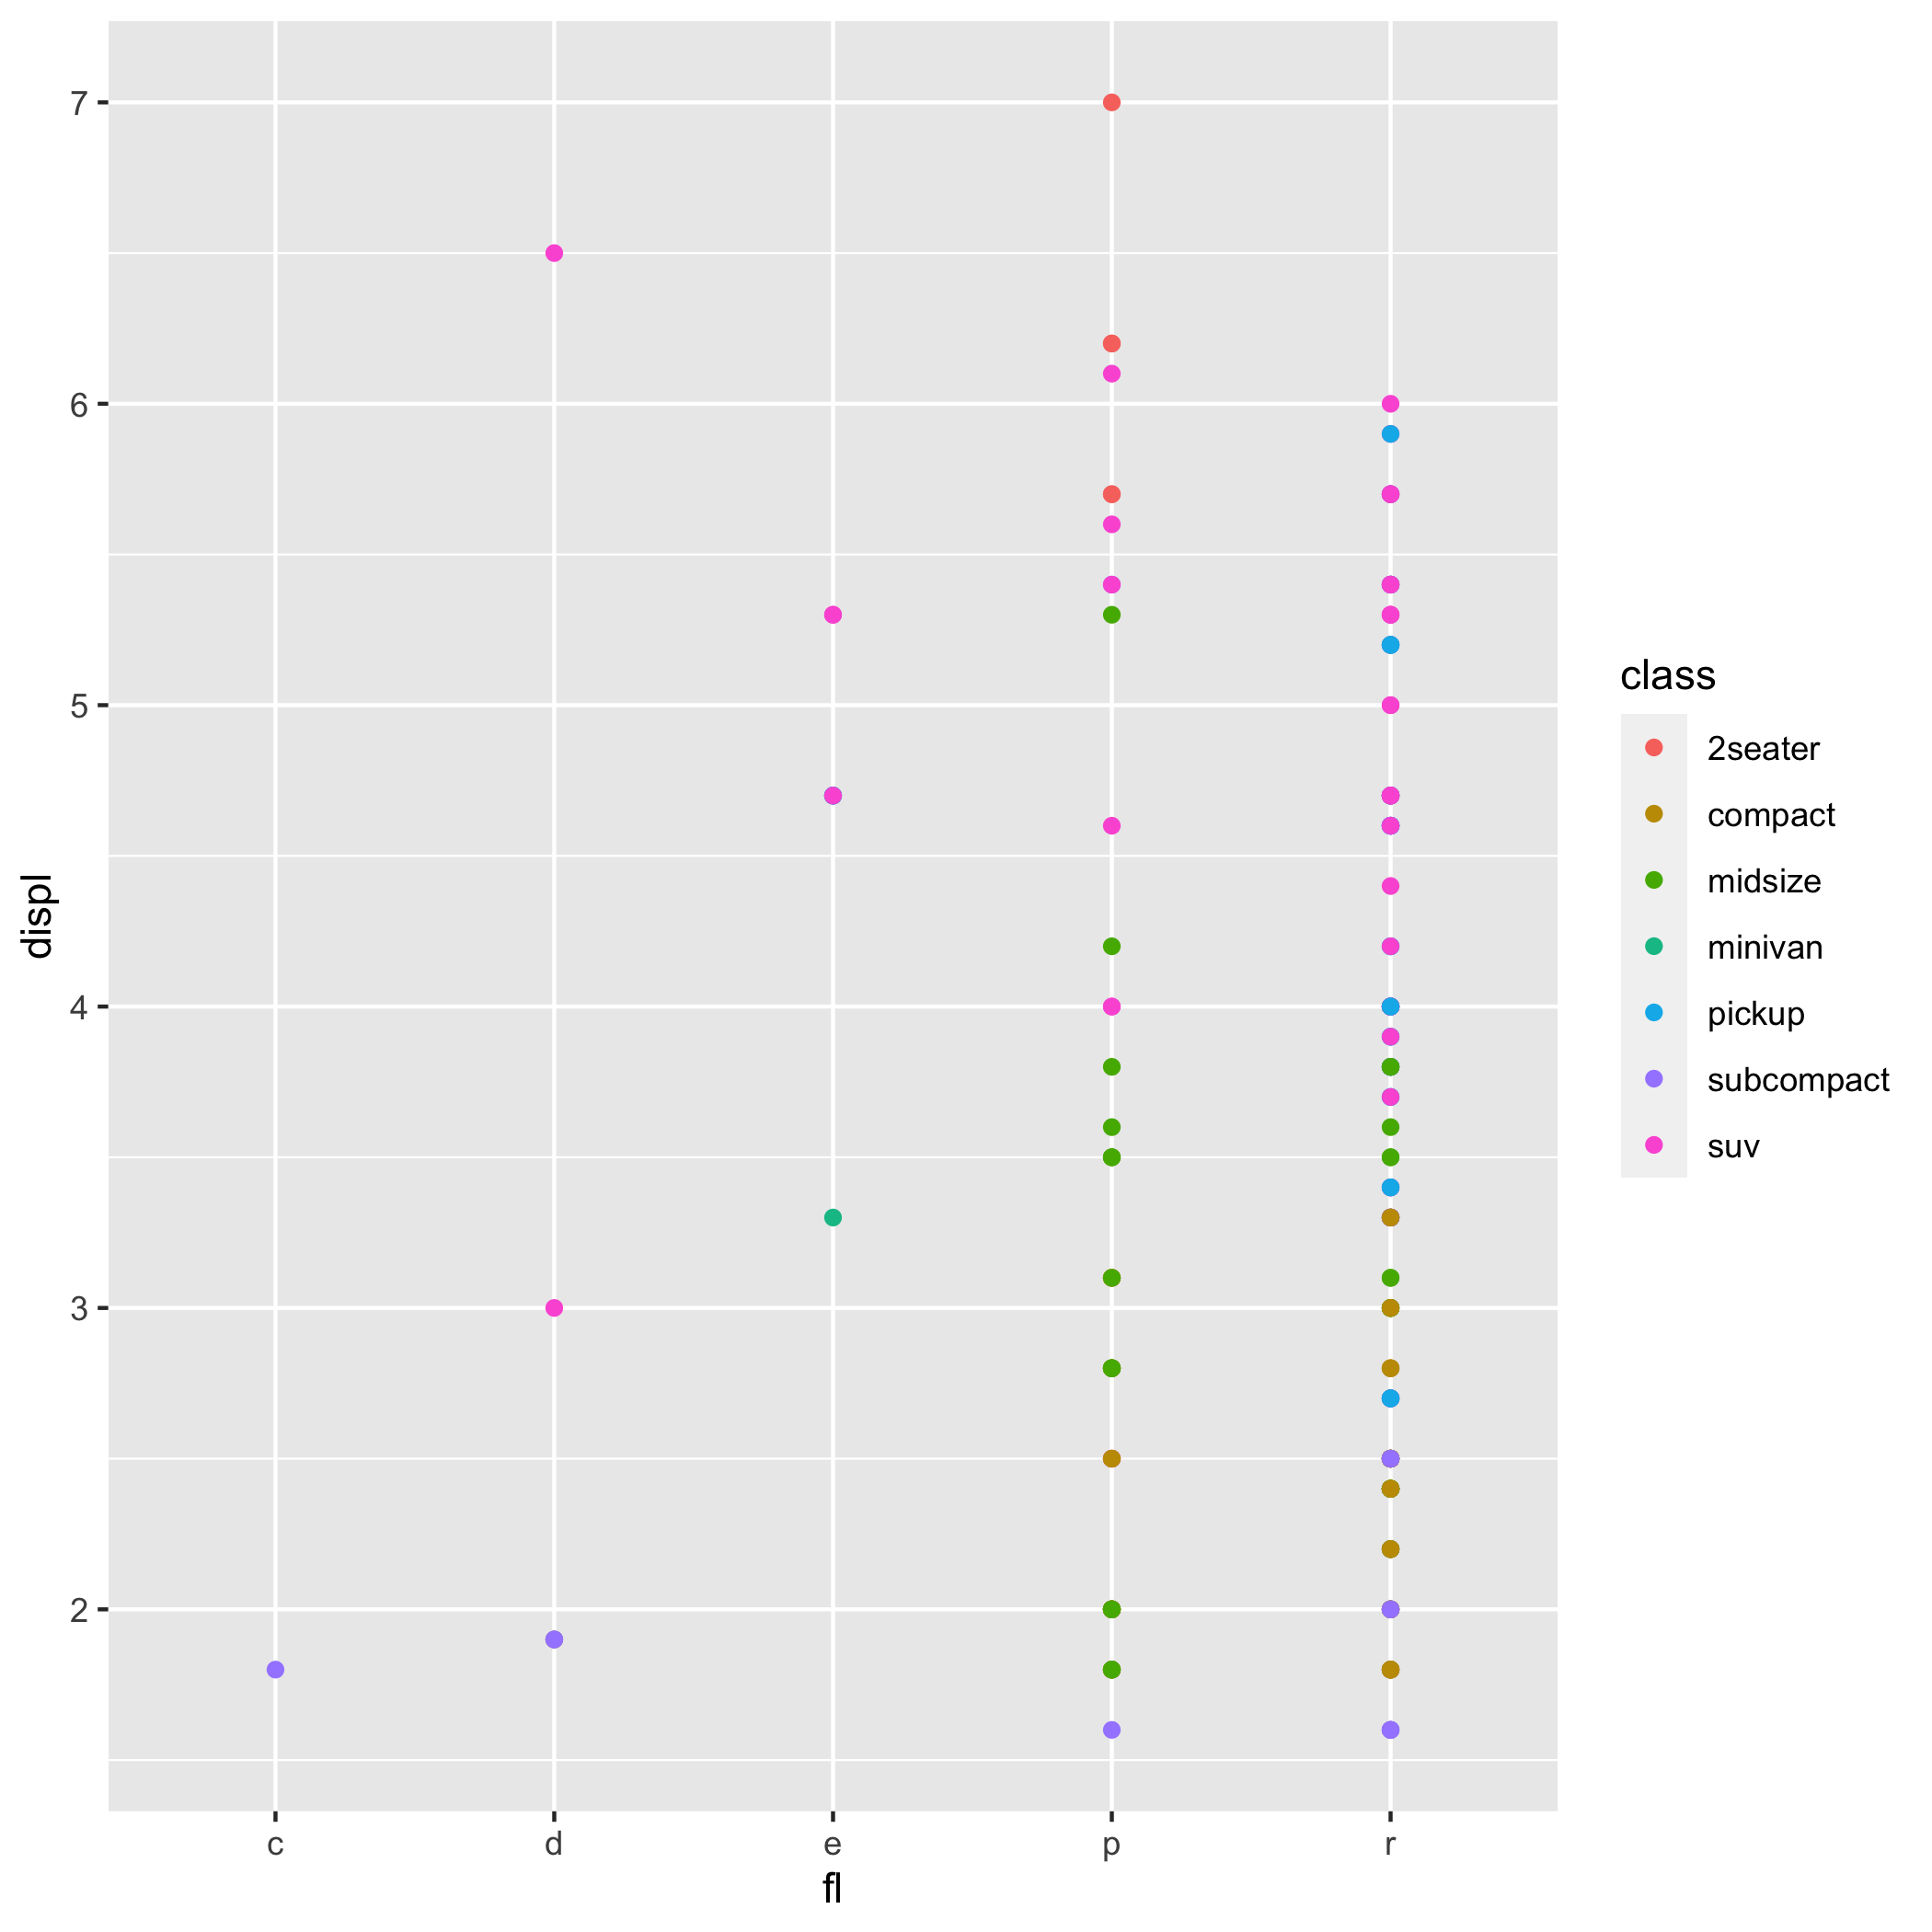 7
6
5
4
3
2
displ
c d e p r
fl
class
2seater
compact
midsize
minivan
pickup
subcompact
suv